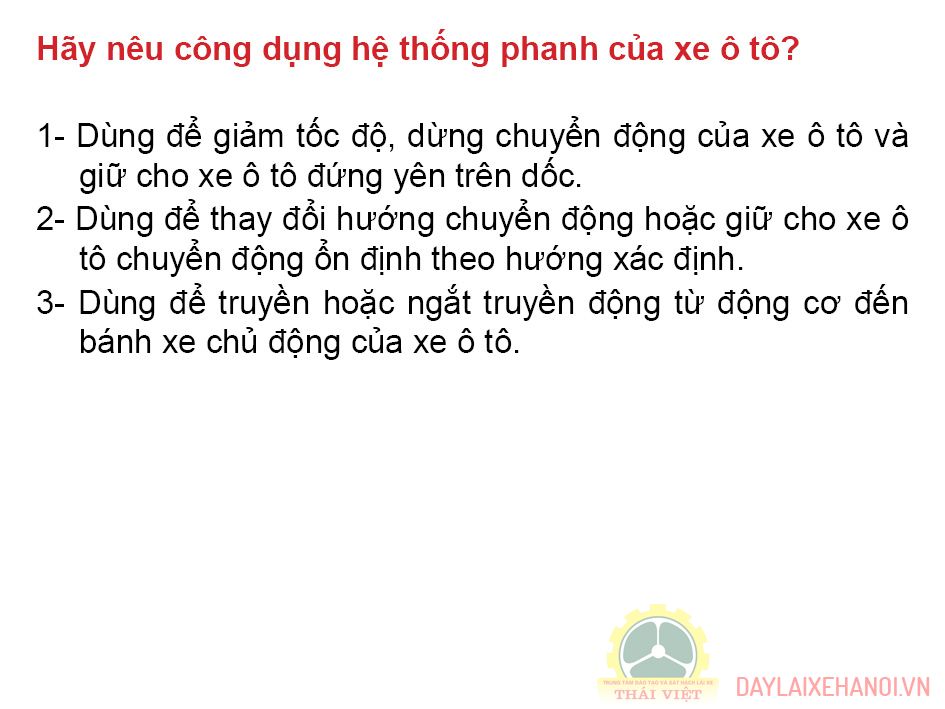 Hãy nêu công dụng hệ thống phanh của xe ô tô?
1- Dùng để giảm tốc độ, dừng chuyển động của xe ô tô và
giữ cho xe ô tô đứng yên trên dốc.
2- Dùng để thay đổi hướng chuyển động hoặc giữ cho xe ô
tô chuyển động ổn định theo hướng xác định.
3- Dùng để truyền hoặc ngắt truyền động từ động cơ đến
bánh xe chủ động của xe ô tô.
TRUNG TÂM ĐÀO TẠO VÀ SÁT HẠCH LÁI XE
THÁI VIỆT
DAYLAIXEHANOI.VN